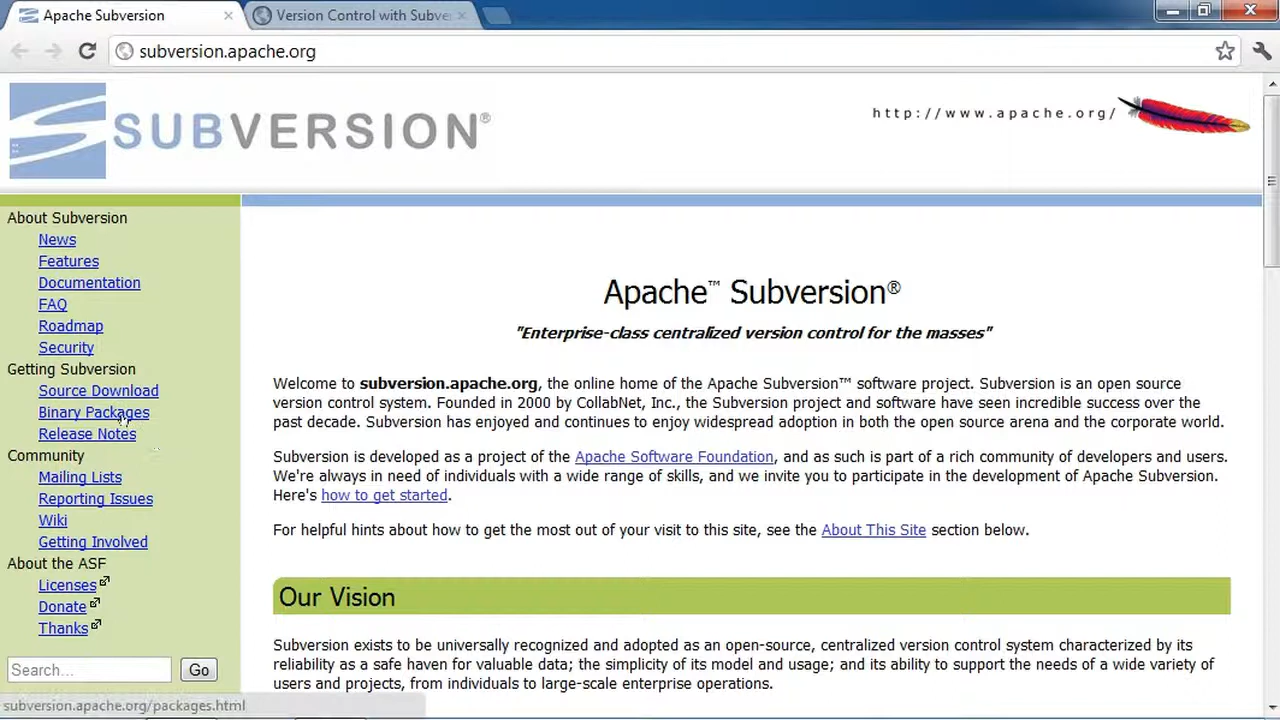 Apache Subversion
Version Control with Subve
subversion.apache.org
SUBVERSION®
http://www.apache.org/
About Subversion
News
Features
Documentation
FAQ
Roadmap
Security
Getting Subversion
Source Download
Binary Packages
Release Notes
Community
Mailing Lists
Reporting Issues
Wiki
Getting Involved
About the ASF
Licenses
Donate
Thanks
Search...
Go
Apache™ Subversion®
"Enterprise-class centralized version control for the masses"
Welcome to subversion.apache.org, the online home of the Apache Subversion™ software project. Subversion is an open source
version control system. Founded in 2000 by CollabNet, Inc., the Subversion project and software have seen incredible success over the
past decade. Subversion has enjoyed and continues to enjoy widespread adoption in both the open source arena and the corporate world.
Subversion is developed as a project of the Apache Software Foundation, and as such is part of a rich community of developers and users.
We're always in need of individuals with a wide range of skills, and we invite you to participate in the development of Apache Subversion.
Here's how to get started.
For helpful hints about how to get the most out of your visit to this site, see the About This Site section below.
Our Vision
Subversion exists to be universally recognized and adopted as an open-source, centralized version control system characterized by its
reliability as a safe haven for valuable data; the simplicity of its model and usage; and its ability to support the needs of a wide variety of
users and projects, from individuals to large-scale enterprise operations.
subversion.apache.org/packages.html